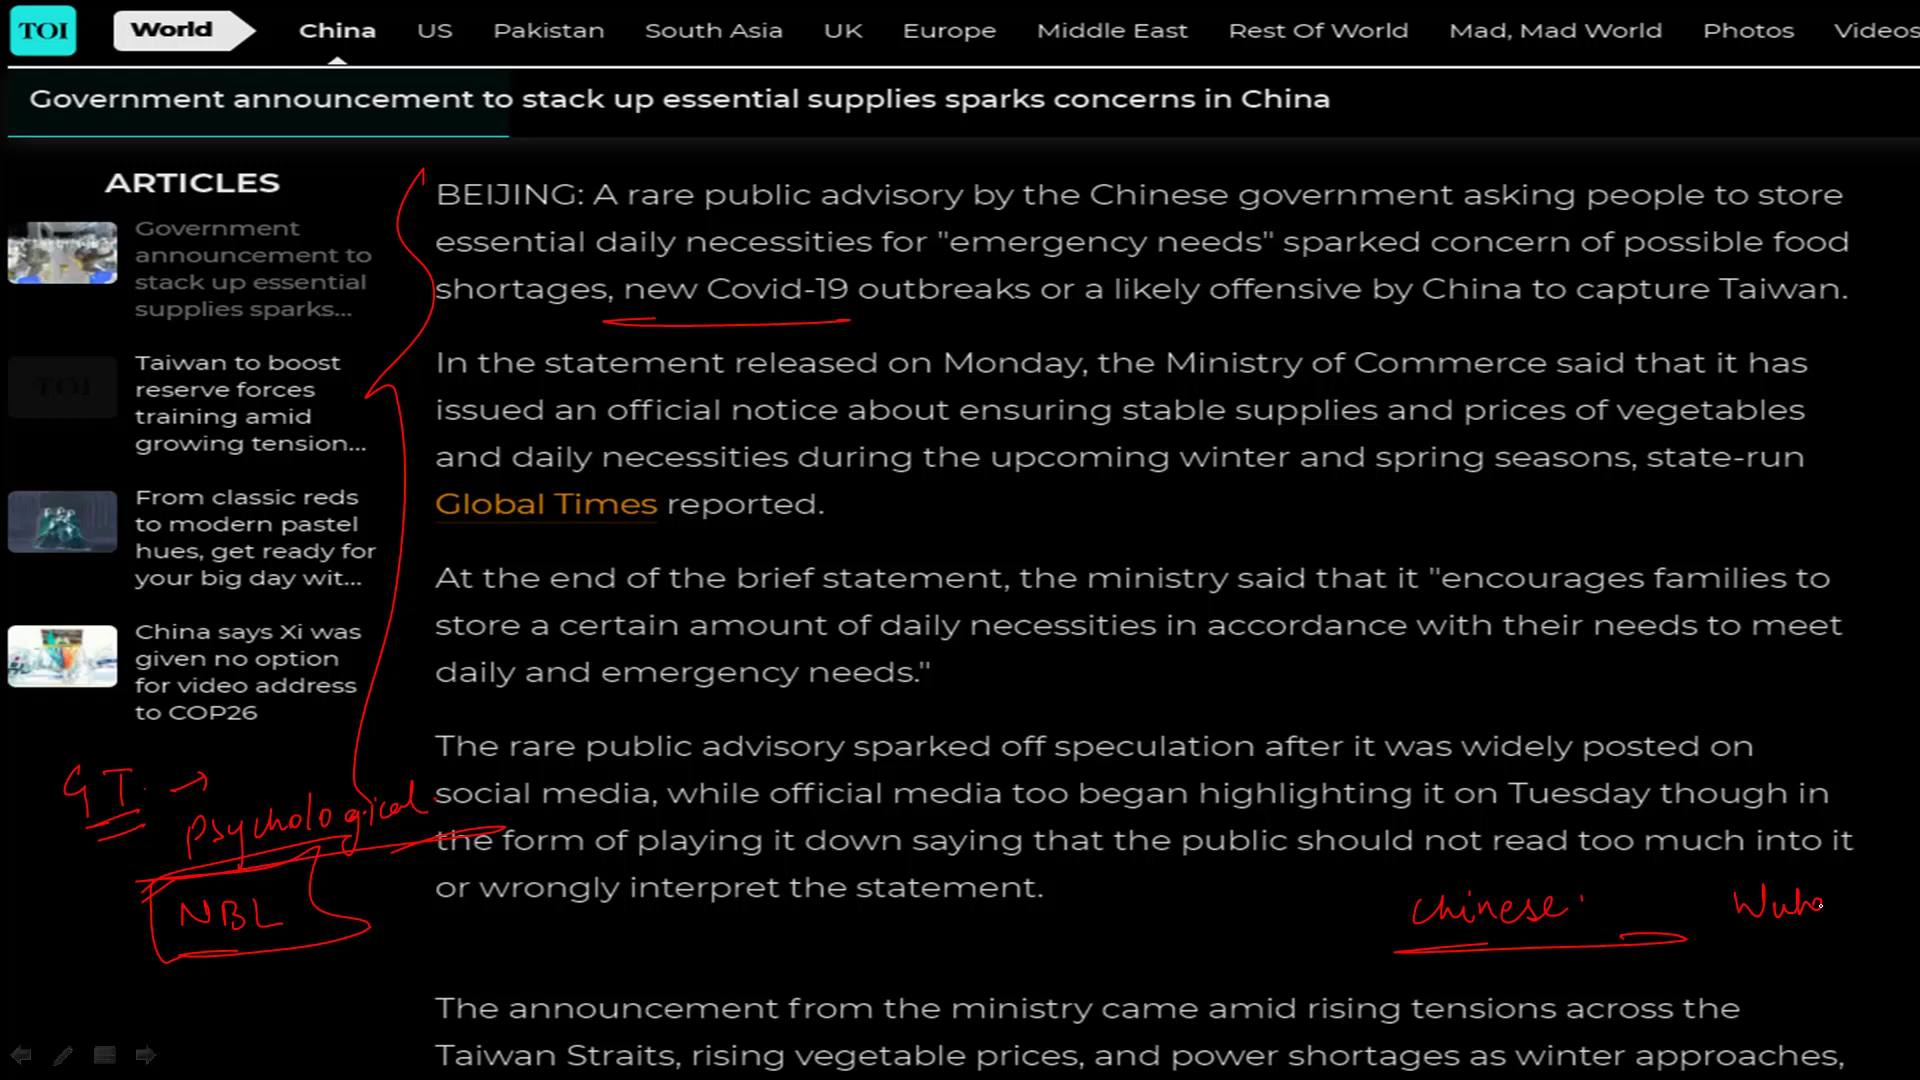 TOI World China US Pakistan South Asia UK Europe Middle East Rest Of World Mad, Mad World Photos Videos
Government announcement to stack up essential supplies sparks concerns in China
ARTICLES
Government
announcement to
stack up essential
supplies sparks...
TOI
Taiwan to boost
reserve forces
training amid
growing tension...
From classic reds
to modern pastel
hues, get ready for
your big day wit...
China says Xi was
given no option
for video address
to COP26
BEIJING: A rare public advisory by the Chinese government asking people to store
essential daily necessities for "emergency needs" sparked concern of possible food
shortages, new Covid-19 outbreaks or a likely offensive by China to capture Taiwan.
In the statement released on Monday, the Ministry of Commerce said that it has
issued an official notice about ensuring stable supplies and prices of vegetables
and daily necessities during the upcoming winter and spring seasons, state-run
Global Times reported.
At the end of the brief statement, the ministry said that it "encourages families to
store a certain amount of daily necessities in accordance with their needs to meet
daily and emergency needs."
The rare public advisory sparked off speculation after it was widely posted on
social media, while official media too began highlighting it on Tuesday though in
the form of playing it down saying that the public should not read too much into it
or wrongly interpret the statement.
The announcement from the ministry came amid rising tensions across the
Taiwan Straits, rising vegetable prices, and power shortages as winter approaches,
GT. →
psychological
NBL
Chinese
Wuh